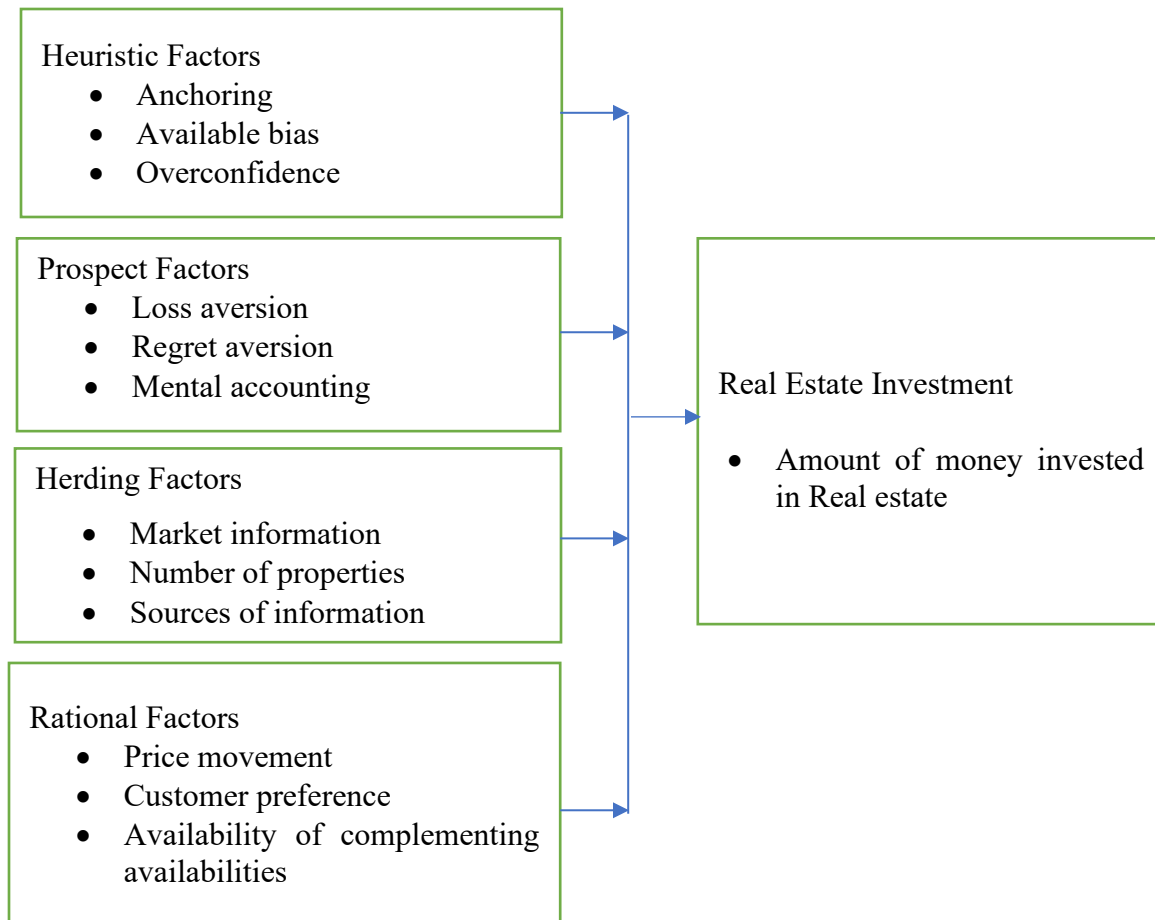 Heuristic Factors
• Anchoring
• Available bias
• Overconfidence
Prospect Factors
• Loss aversion
• Regret aversion
• Mental accounting
Herding Factors
• Market information
• Number of properties
• Sources of information
Rational Factors
• Price movement
• Customer preference
• Availability of complementing
availabilities
Real Estate Investment
• Amount of money invested
in Real estate